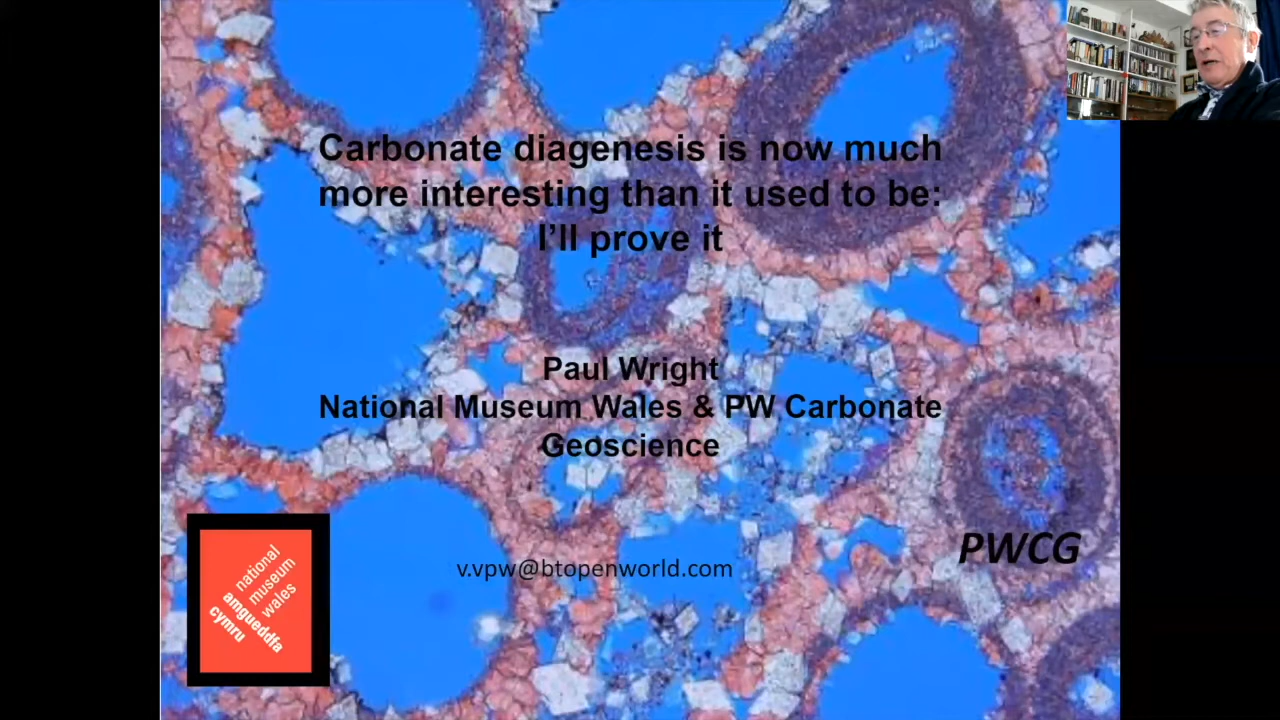 Carbonate diagenesis is now much
more interesting than it used to be:
I'll prove it
Paul Wright
National Museum Wales & PW Carbonate
Geoscience
PWCG
v.vpw@btopenworld.com
national
museum
wales
amgueddfa
cymru